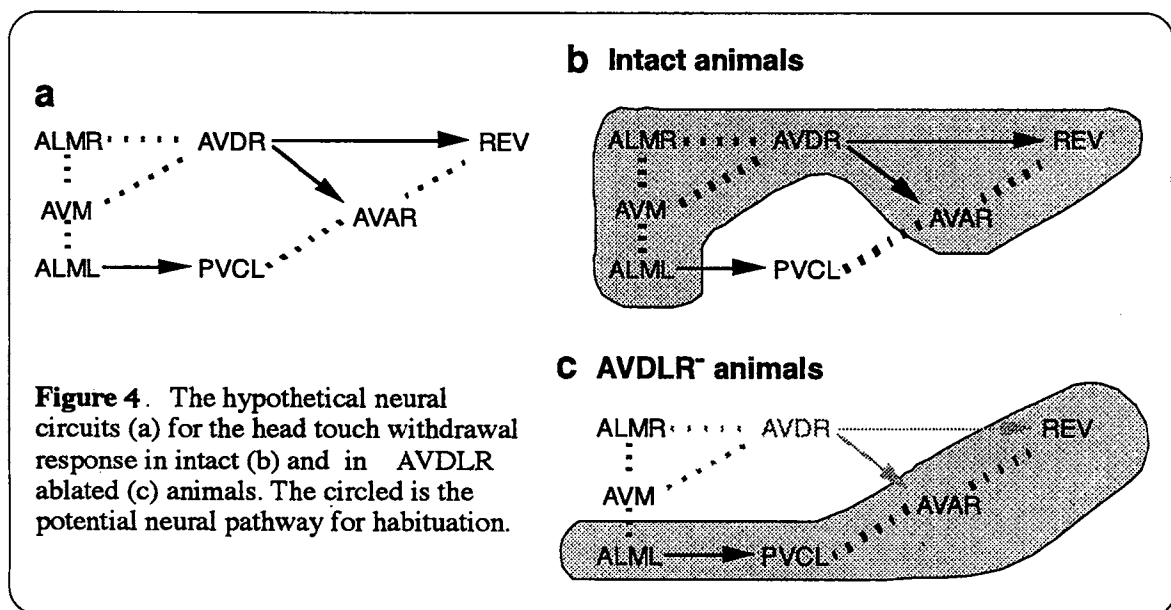 a
ALMR AVDR REV
AVM AVAR
ALML PVCL
b Intact animals
ALMR AVDR REV
AVM AVAR
ALML PVCL
c AVDLR⁻ animals
ALMR AVDR REV
AVM AVAR
ALML PVCL
Figure 4. The hypothetical neural
circuits (a) for the head touch withdrawal
response in intact (b) and in AVDLR
ablated (c) animals. The circled is the
potential neural pathway for habituation.